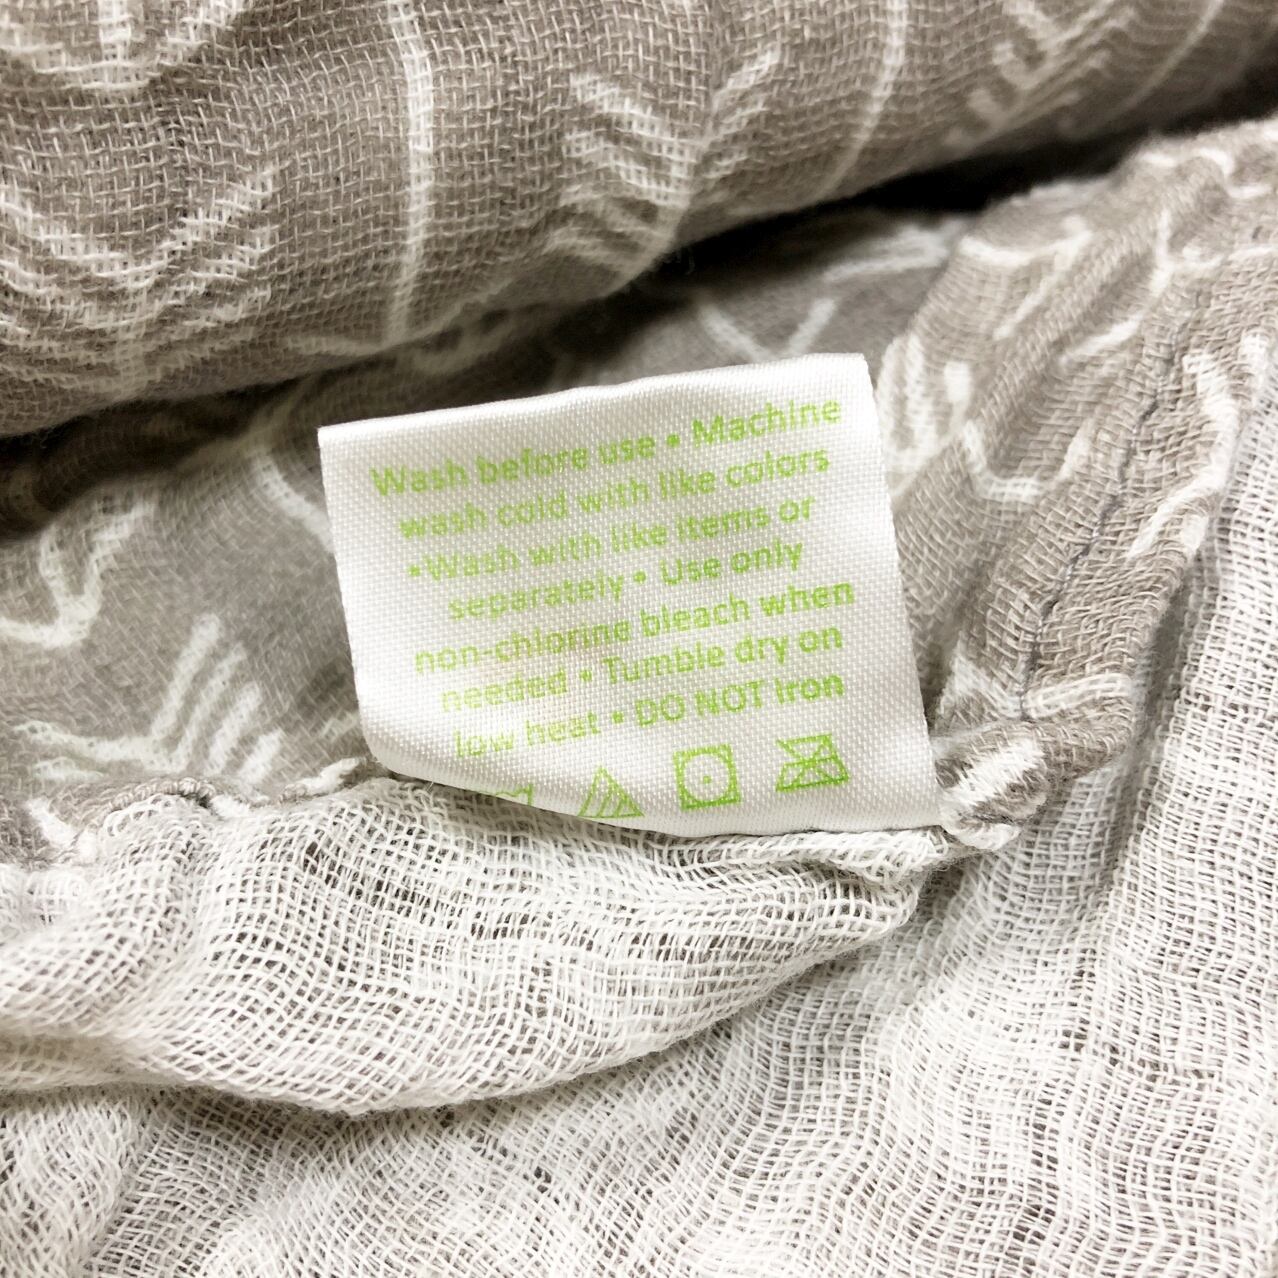 Wash before use • Machine
wash cold with like colors
•Wash with like items or
separately • Use only
non-chlorine bleach when
needed • Tumble dry on
low heat • DO NOT iron